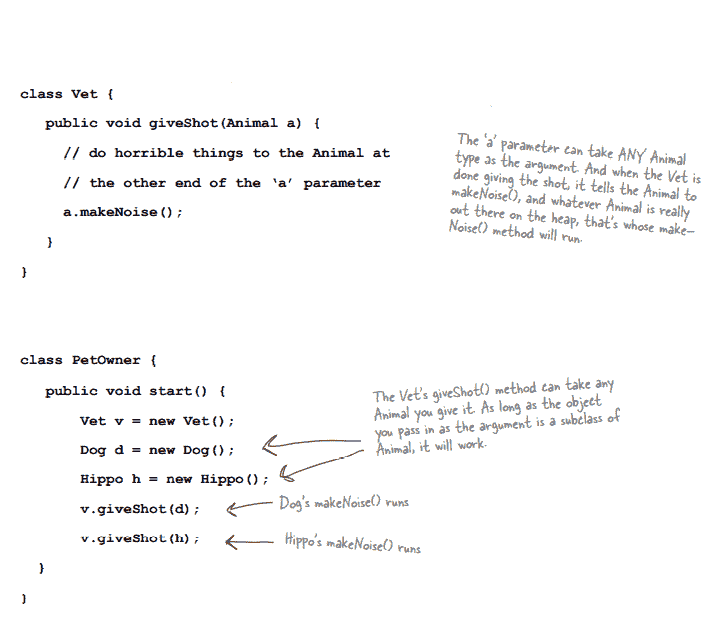 class Vet {
public void giveShot(Animal a) {
// do horrible things to the Animal at
// the other end of the ‘a’ parameter
a.makeNoise();
}
}
The ‘a’ parameter can take ANY Animal
type as the argument. And when the Vet is
done giving the shot, it tells the Animal to
makeNoise(), and whatever Animal is really
out there on the heap, that’s whose make-
Noise() method will run.
class PetOwner {
public void start() {
Vet v = new Vet();
Dog d = new Dog();
Hippo h = new Hippo();
v.giveShot(d);
v.giveShot(h);
}
}
The Vet’s giveShot() method can take any
Animal you give it. As long as the object
you pass in as the argument is a subclass of
Animal, it will work.
Dog’s makeNoise() runs
Hippo’s makeNoise() runs